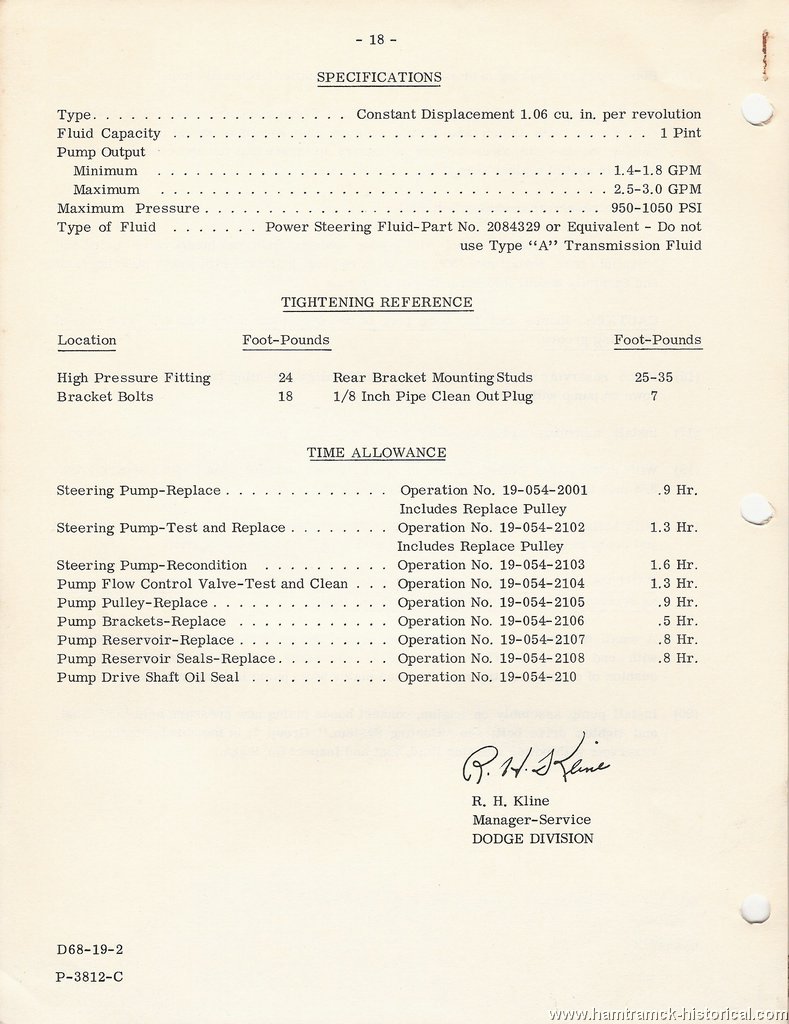 - 18 -
SPECIFICATIONS
Type. . . . . . . . . . . . . . . . . . . . Constant Displacement 1.06 cu. in. per revolution
Fluid Capacity . . . . . . . . . . . . . . . . . . . . . . . . . . . . . . . . . . . . . 1 Pint
Pump Output
Minimum . . . . . . . . . . . . . . . . . . . . . . . . . . . . . . . . . . . 1.4-1.8 GPM
Maximum . . . . . . . . . . . . . . . . . . . . . . . . . . . . . . . . . . . 2.5-3.0 GPM
Maximum Pressure . . . . . . . . . . . . . . . . . . . . . . . . . . . . . . . 950-1050 PSI
Type of Fluid . . . . . . . Power Steering Fluid-Part No. 2084329 or Equivalent - Do not
use Type “A” Transmission Fluid
TIGHTENING REFERENCE
Location Foot-Pounds Foot-Pounds
High Pressure Fitting 24 Rear Bracket Mounting Studs 25-35
Bracket Bolts 18 1/8 Inch Pipe Clean Out Plug 7
TIME ALLOWANCE
Steering Pump-Replace . . . . . . . . . . . . . Operation No. 19-054-2001 .9 Hr.
Includes Replace Pulley
Steering Pump-Test and Replace . . . . . . . . Operation No. 19-054-2102 1.3 Hr.
Includes Replace Pulley
Steering Pump-Recondition . . . . . . . . . . Operation No. 19-054-2103 1.6 Hr.
Pump Flow Control Valve-Test and Clean . . . Operation No. 19-054-2104 1.3 Hr.
Pump Pulley-Replace . . . . . . . . . . . . . . Operation No. 19-054-2105 .9 Hr.
Pump Brackets-Replace . . . . . . . . . . . . Operation No. 19-054-2106 .5 Hr.
Pump Reservoir-Replace . . . . . . . . . . . . Operation No. 19-054-2107 .8 Hr.
Pump Reservoir Seals-Replace. . . . . . . . . Operation No. 19-054-2108 .8 Hr.
Pump Drive Shaft Oil Seal . . . . . . . . . . . Operation No. 19-054-210
R. H. Kline
R. H. Kline
Manager-Service
DODGE DIVISION
D68-19-2
P-3812-C
www.hamtramck-historical.com